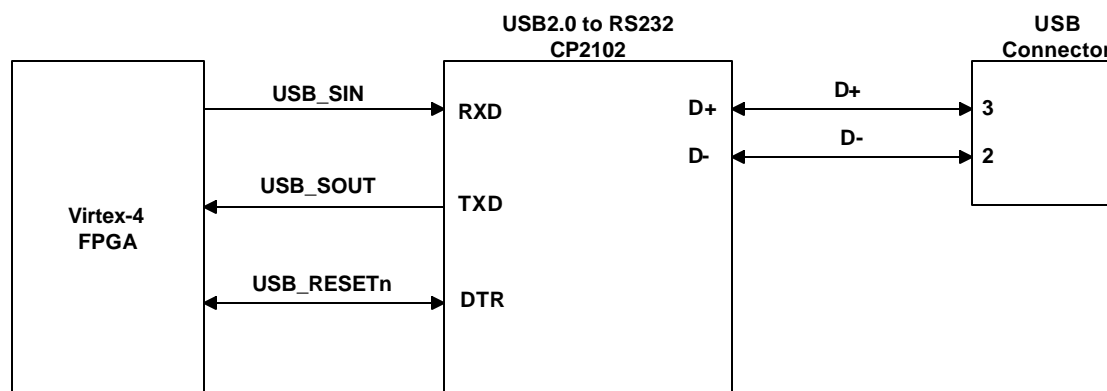 USB2.0 to RS232
CP2102
USB
Connector
USB_SIN
RXD
D+
D+
3
D-
D-
2
USB_SOUT
TXD
Virtex-4
FPGA
USB_RESETn
DTR